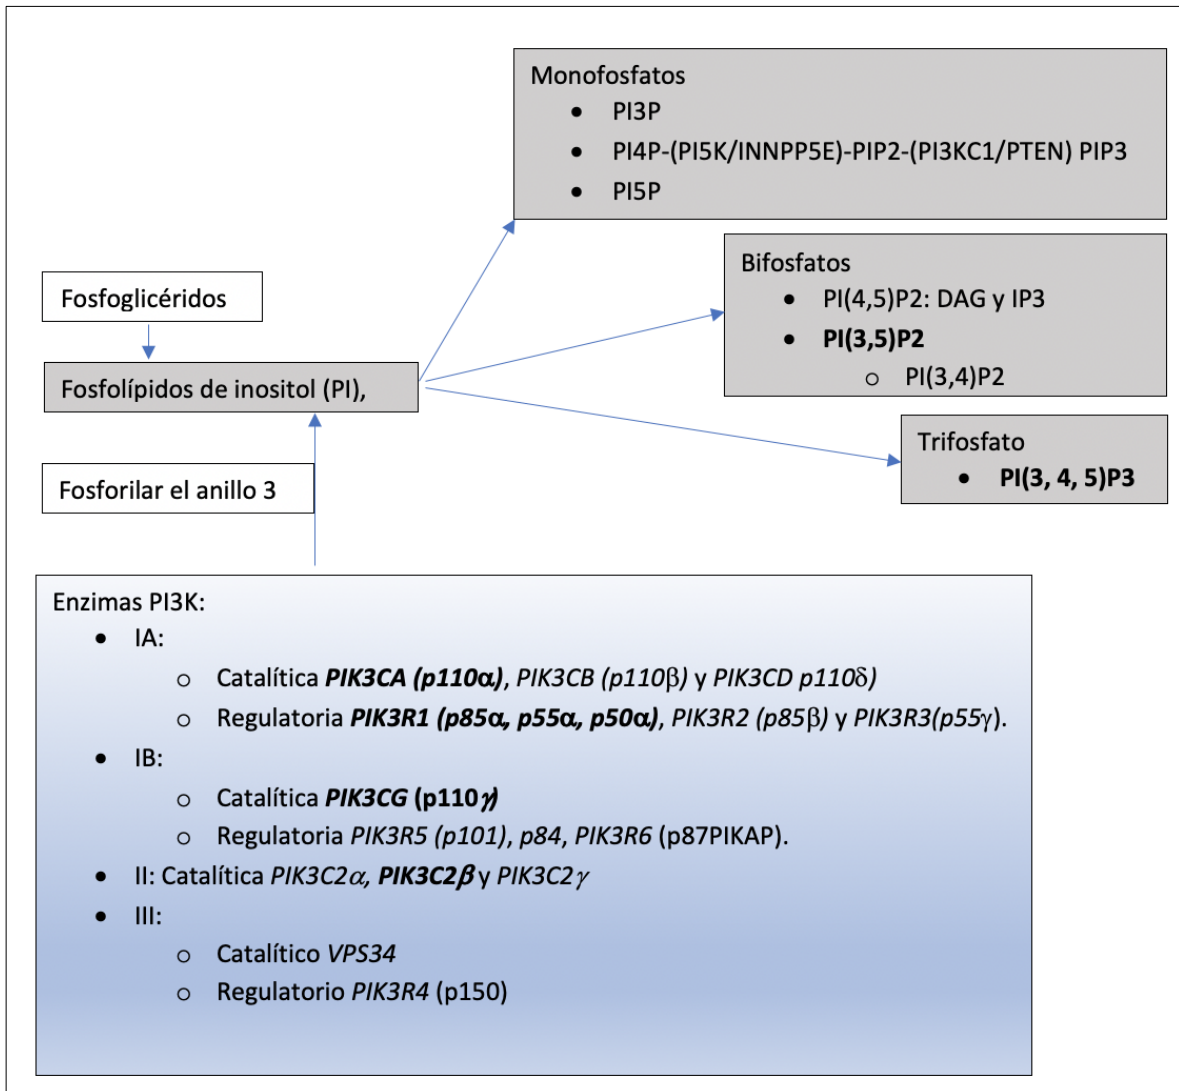 Monofosfatos
• PI3P
• PI4P-(PI5K/INNPP5E)-PIP2-(PI3KC1/PTEN) PIP3
• PI5P
Bifosfatos
• PI(4,5)P2: DAG y IP3
• PI(3,5)P2
o PI(3,4)P2
Fosfoglicéridos
Fosfolípidos de inositol (PI),
Trifosfato
• PI(3, 4, 5)P3
Fosforilar el anillo 3
Enzimas PI3K:
• IA:
o Catalítica PIK3CA (p110α), PIK3CB (p110β) y PIK3CD p110δ)
o Regulatoria PIK3R1 (p85α, p55α, p50α), PIK3R2 (p85β) y PIK3R3(p55γ).
• IB:
o Catalítica PIK3CG (p110γ)
o Regulatoria PIK3R5 (p101), p84, PIK3R6 (p87PIKAP).
• II: Catalítica PIK3C2α, PIK3C2β y PIK3C2γ
• III:
o Catalítico VPS34
o Regulatorio PIK3R4 (p150)